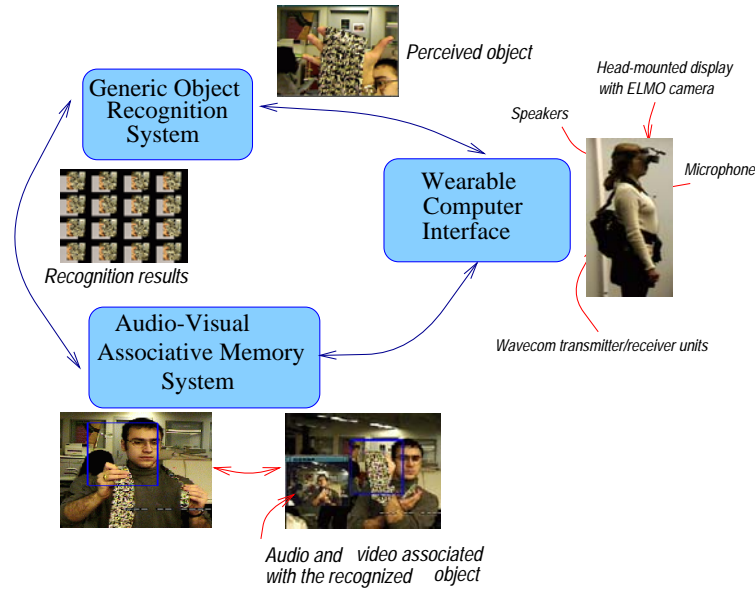 Perceived object
Generic Object
Recognition
System
Head-mounted display
with ELMO camera
Speakers
Microphone
Wearable
Computer
Interface
Recognition results
Audio-Visual
Associative Memory
System
Wavecom transmitter/receiver units
Audio and video associated
with the recognized object